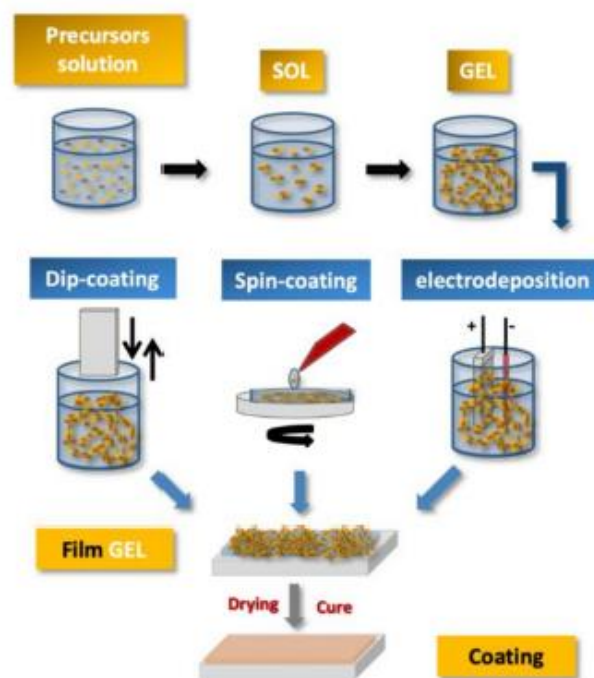 Precursors
solution
SOL
GEL
Dip-coating
Spin-coating
electrodeposition
+
-
Film GEL
Drying
Cure
Coating